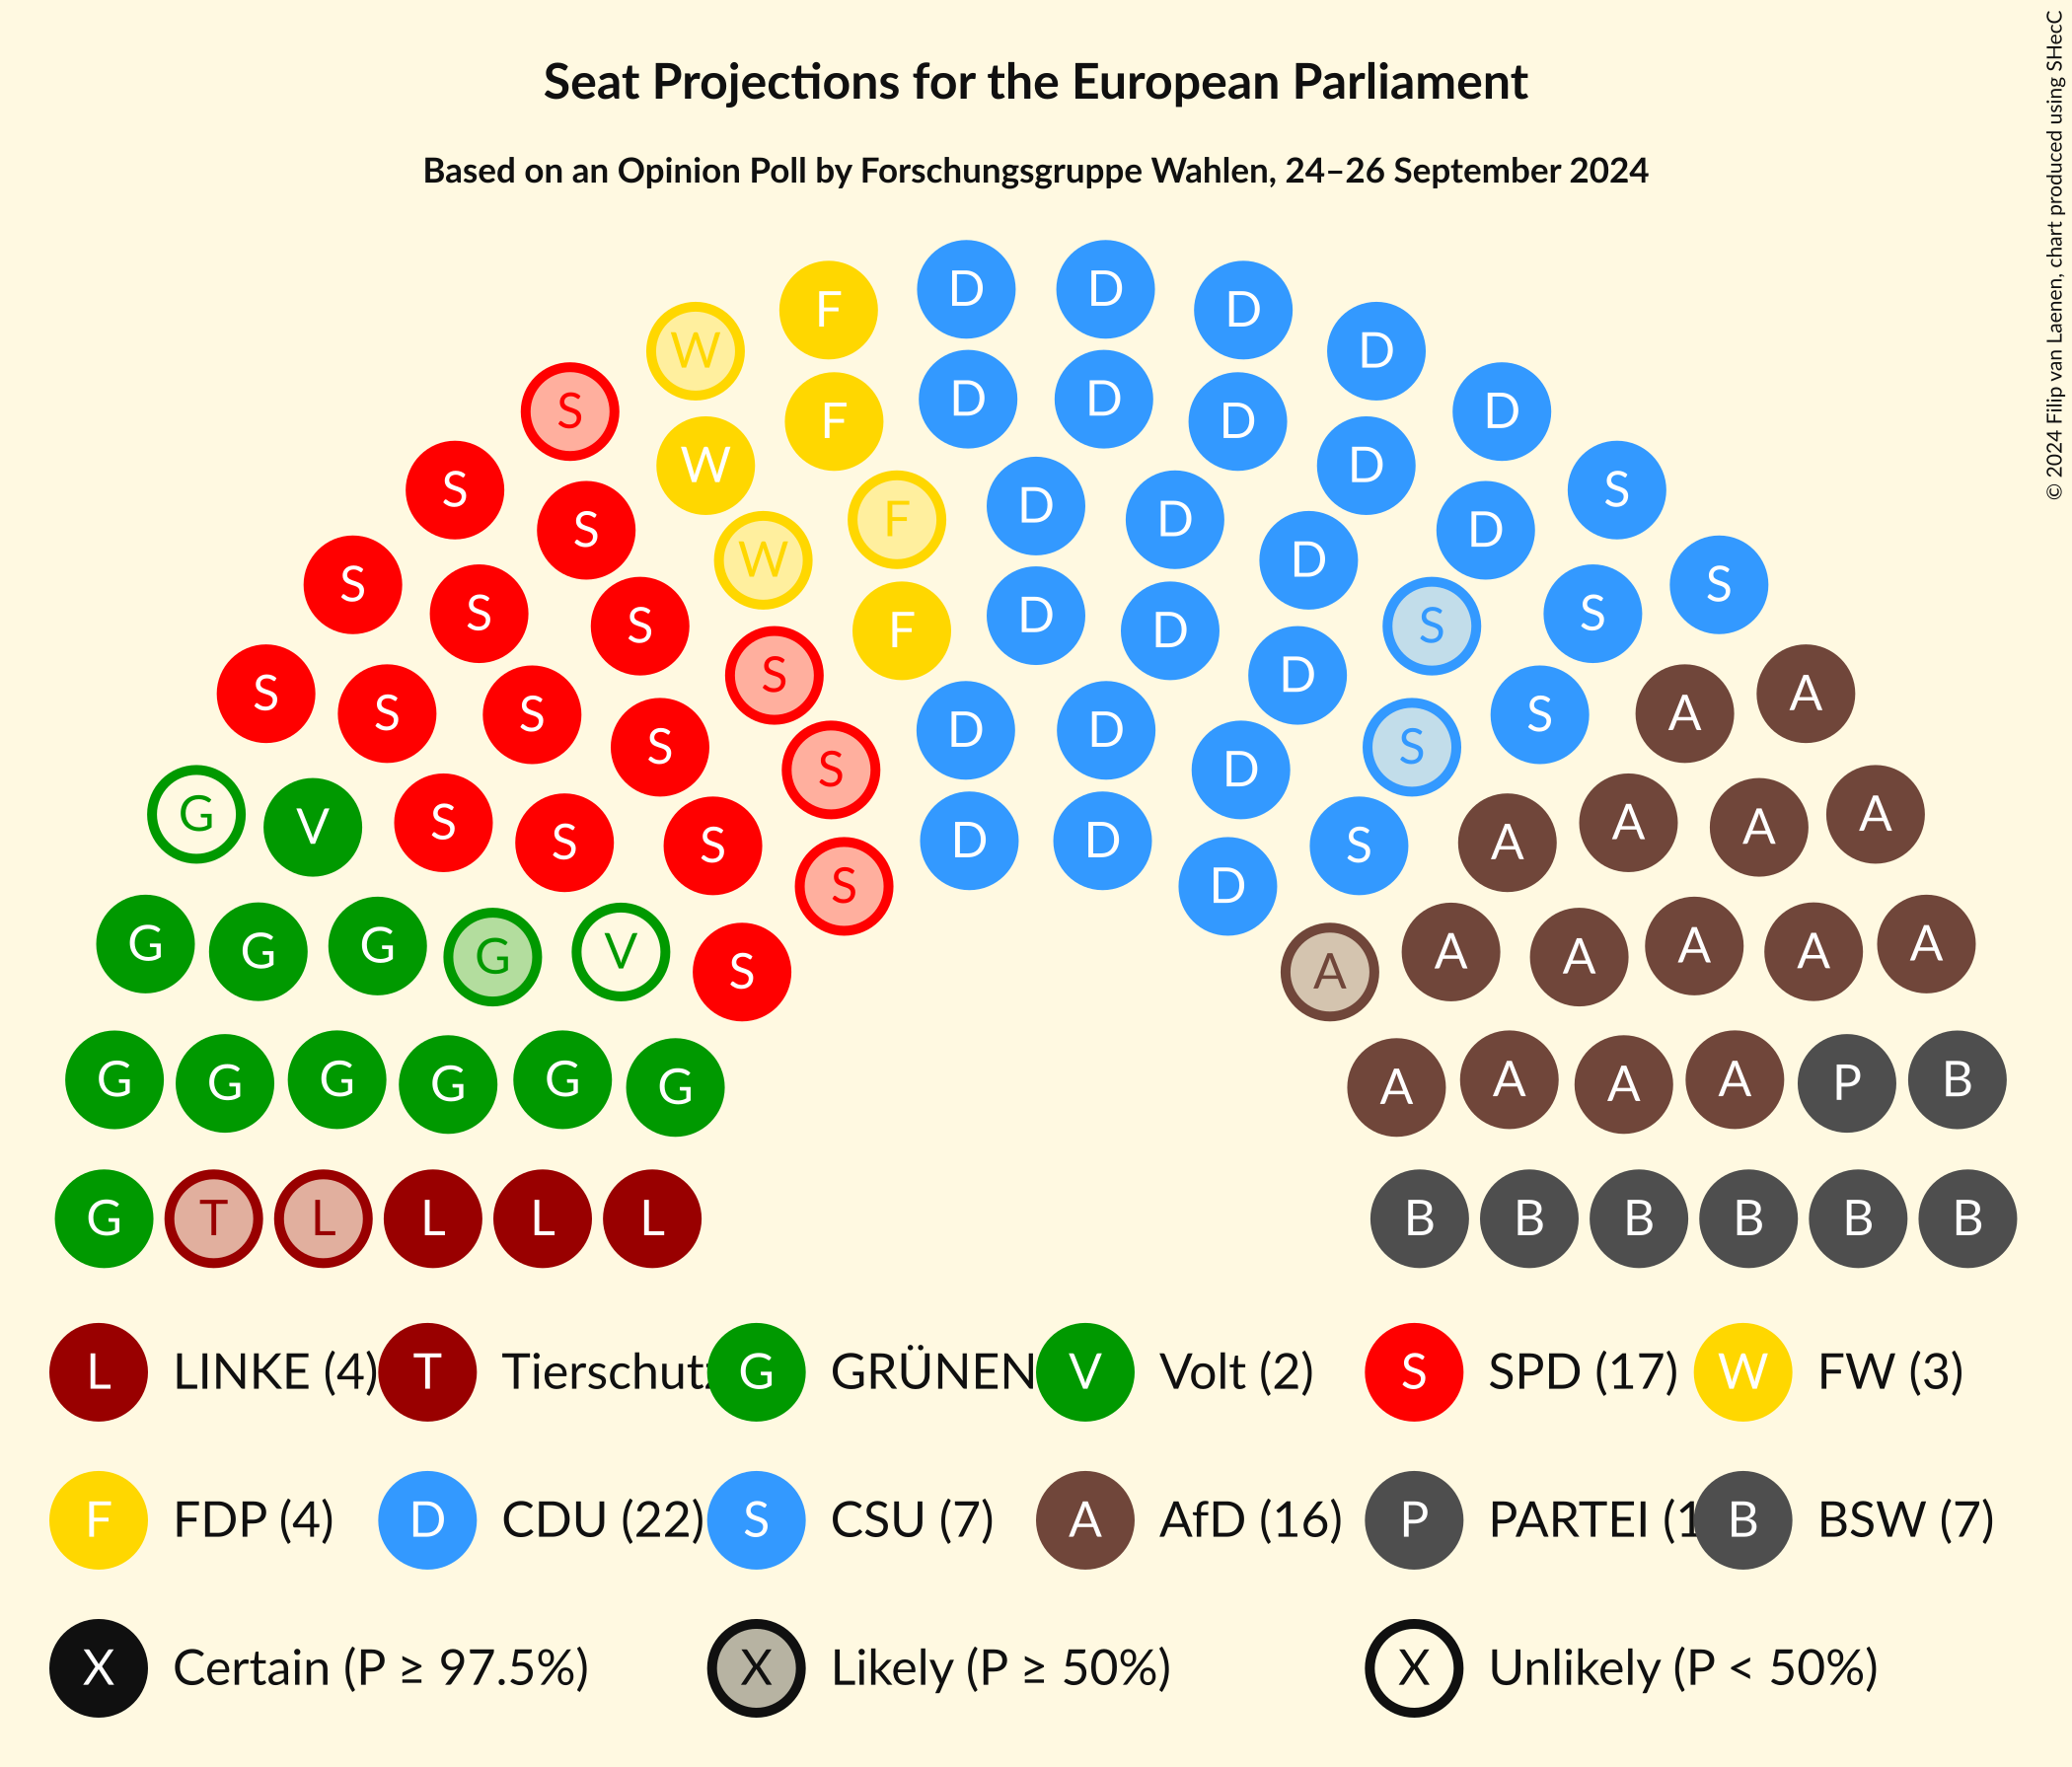 Seat Projections for the European Parliament
Based on an Opinion Poll by Forschungsgruppe Wahlen, 24–26 September 2024
© 2024 Filip van Laenen, chart produced using SHecC
D D
F D
W D
D D
S F D D
W D
D D
S F D S
S W D D
S D F D S
S S D S
S S F D S
S D S
S S D A
S S D D A
S S S S
G S D A
V S A A
S D D S A
S D
G G G G V A A A A A
S A
G G G G G G A A A A P B
G T L L L L B B B B B B
L LINKE (4) T Tierschutz G GRÜNEN V Volt (2) S SPD (17) W FW (3)
F FDP (4) D CDU (22) S CSU (7) A AfD (16) P PARTEI (1 B BSW (7)
X Certain (P ≥ 97.5%) X Likely (P ≥ 50%) X Unlikely (P < 50%)